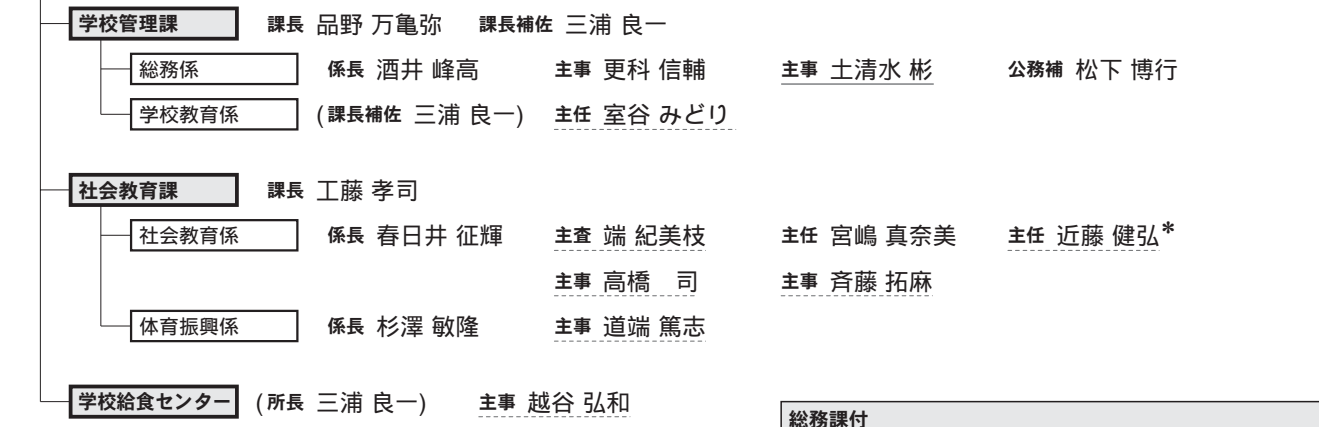 学校管理課 課長 品野 万亀弥 課長補佐 三浦 良一
総務係 係長 酒井 峰高 主事 更科 信輔 主事 土清水 彬 公務補 松下 博行
学校教育係 (課長補佐 三浦 良一) 主任 室谷 みどり
社会教育課 課長 工藤 孝司
社会教育係 係長 春日井 征輝 主査 端 紀美枝 主任 宮嶋 真奈美 主任 近藤 健弘*
主事 高橋　司 主事 斉藤 拓麻
体育振興係 係長 杉澤 敏隆 主事 道端 篤志
学校給食センター (所長 三浦 良一) 主事 越谷 弘和
総務課付